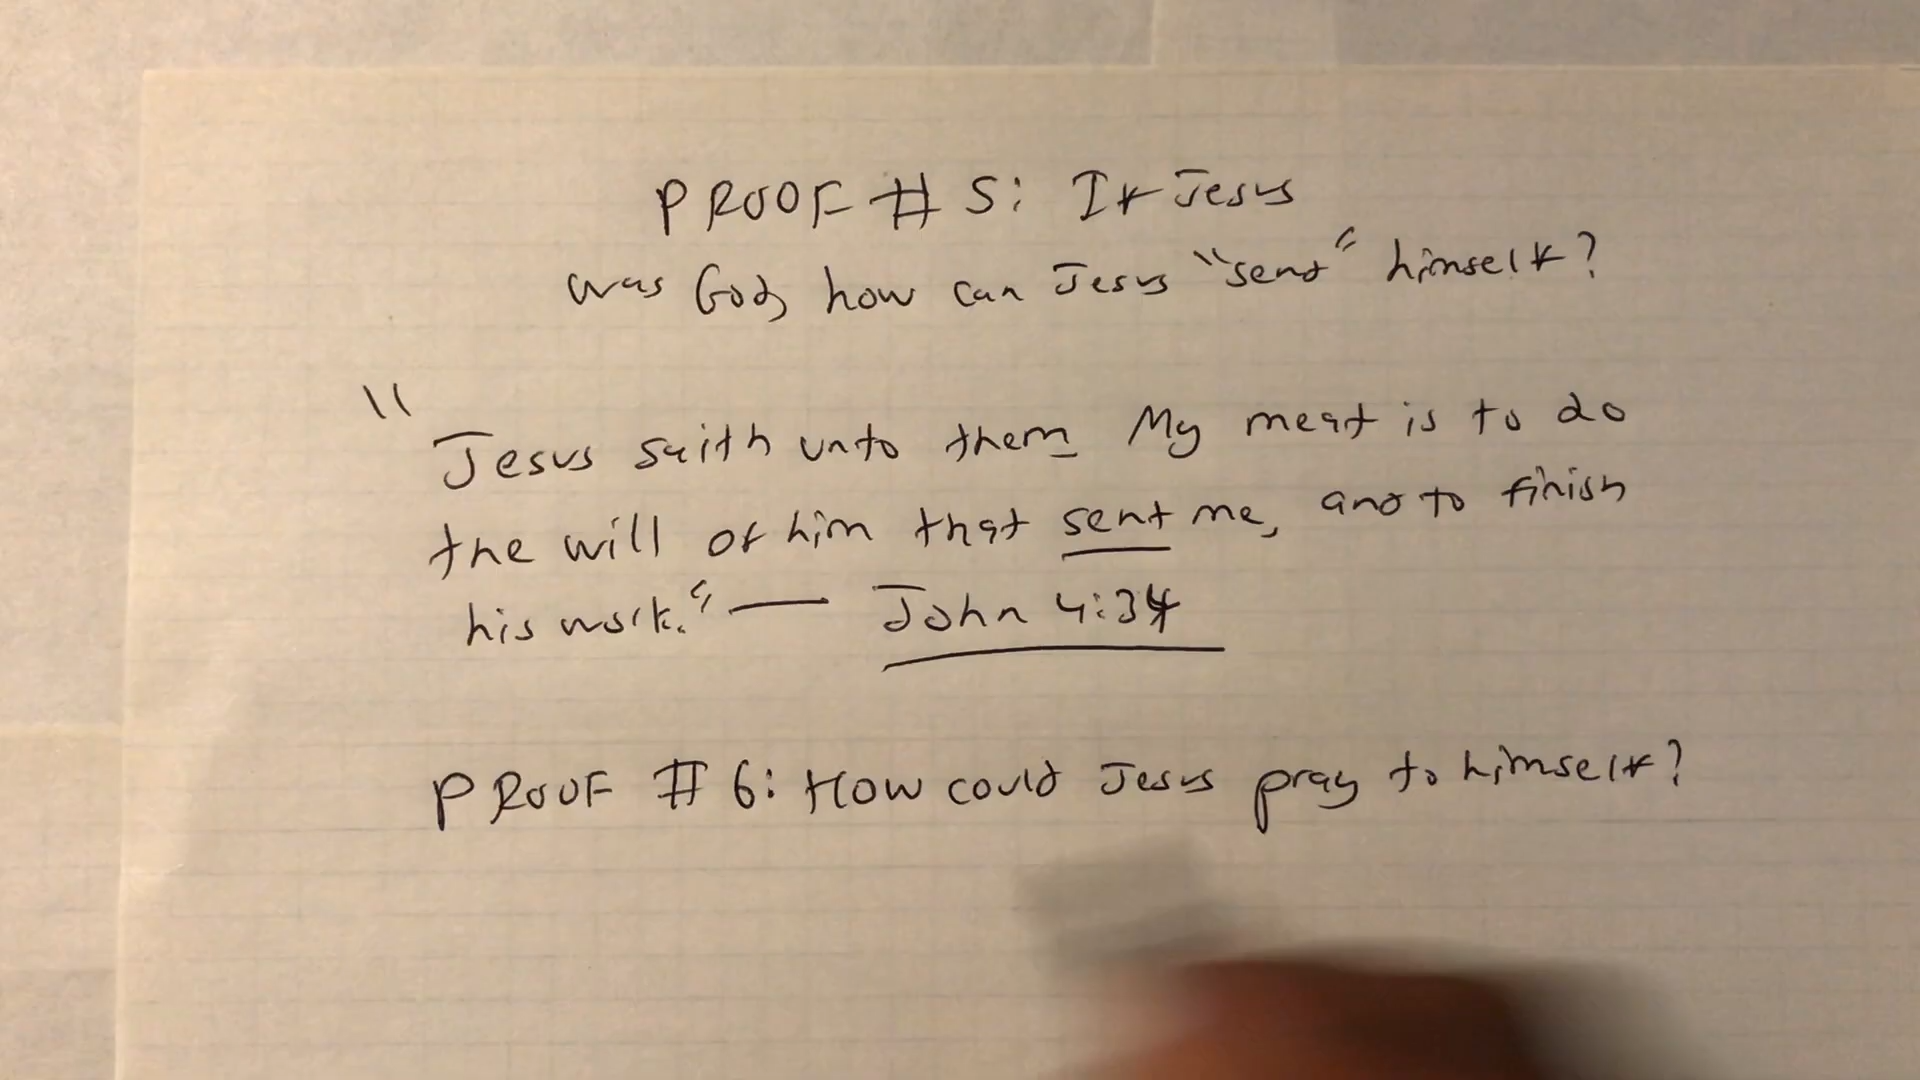 PROOF # 5: If Jesus
was God, how can Jesus "send" himself?
"Jesus saith unto them My meat is to do
the will of him that sent me, and to finish
his work." — John 4:34
PROOF # 6: How could Jesus pray to himself?